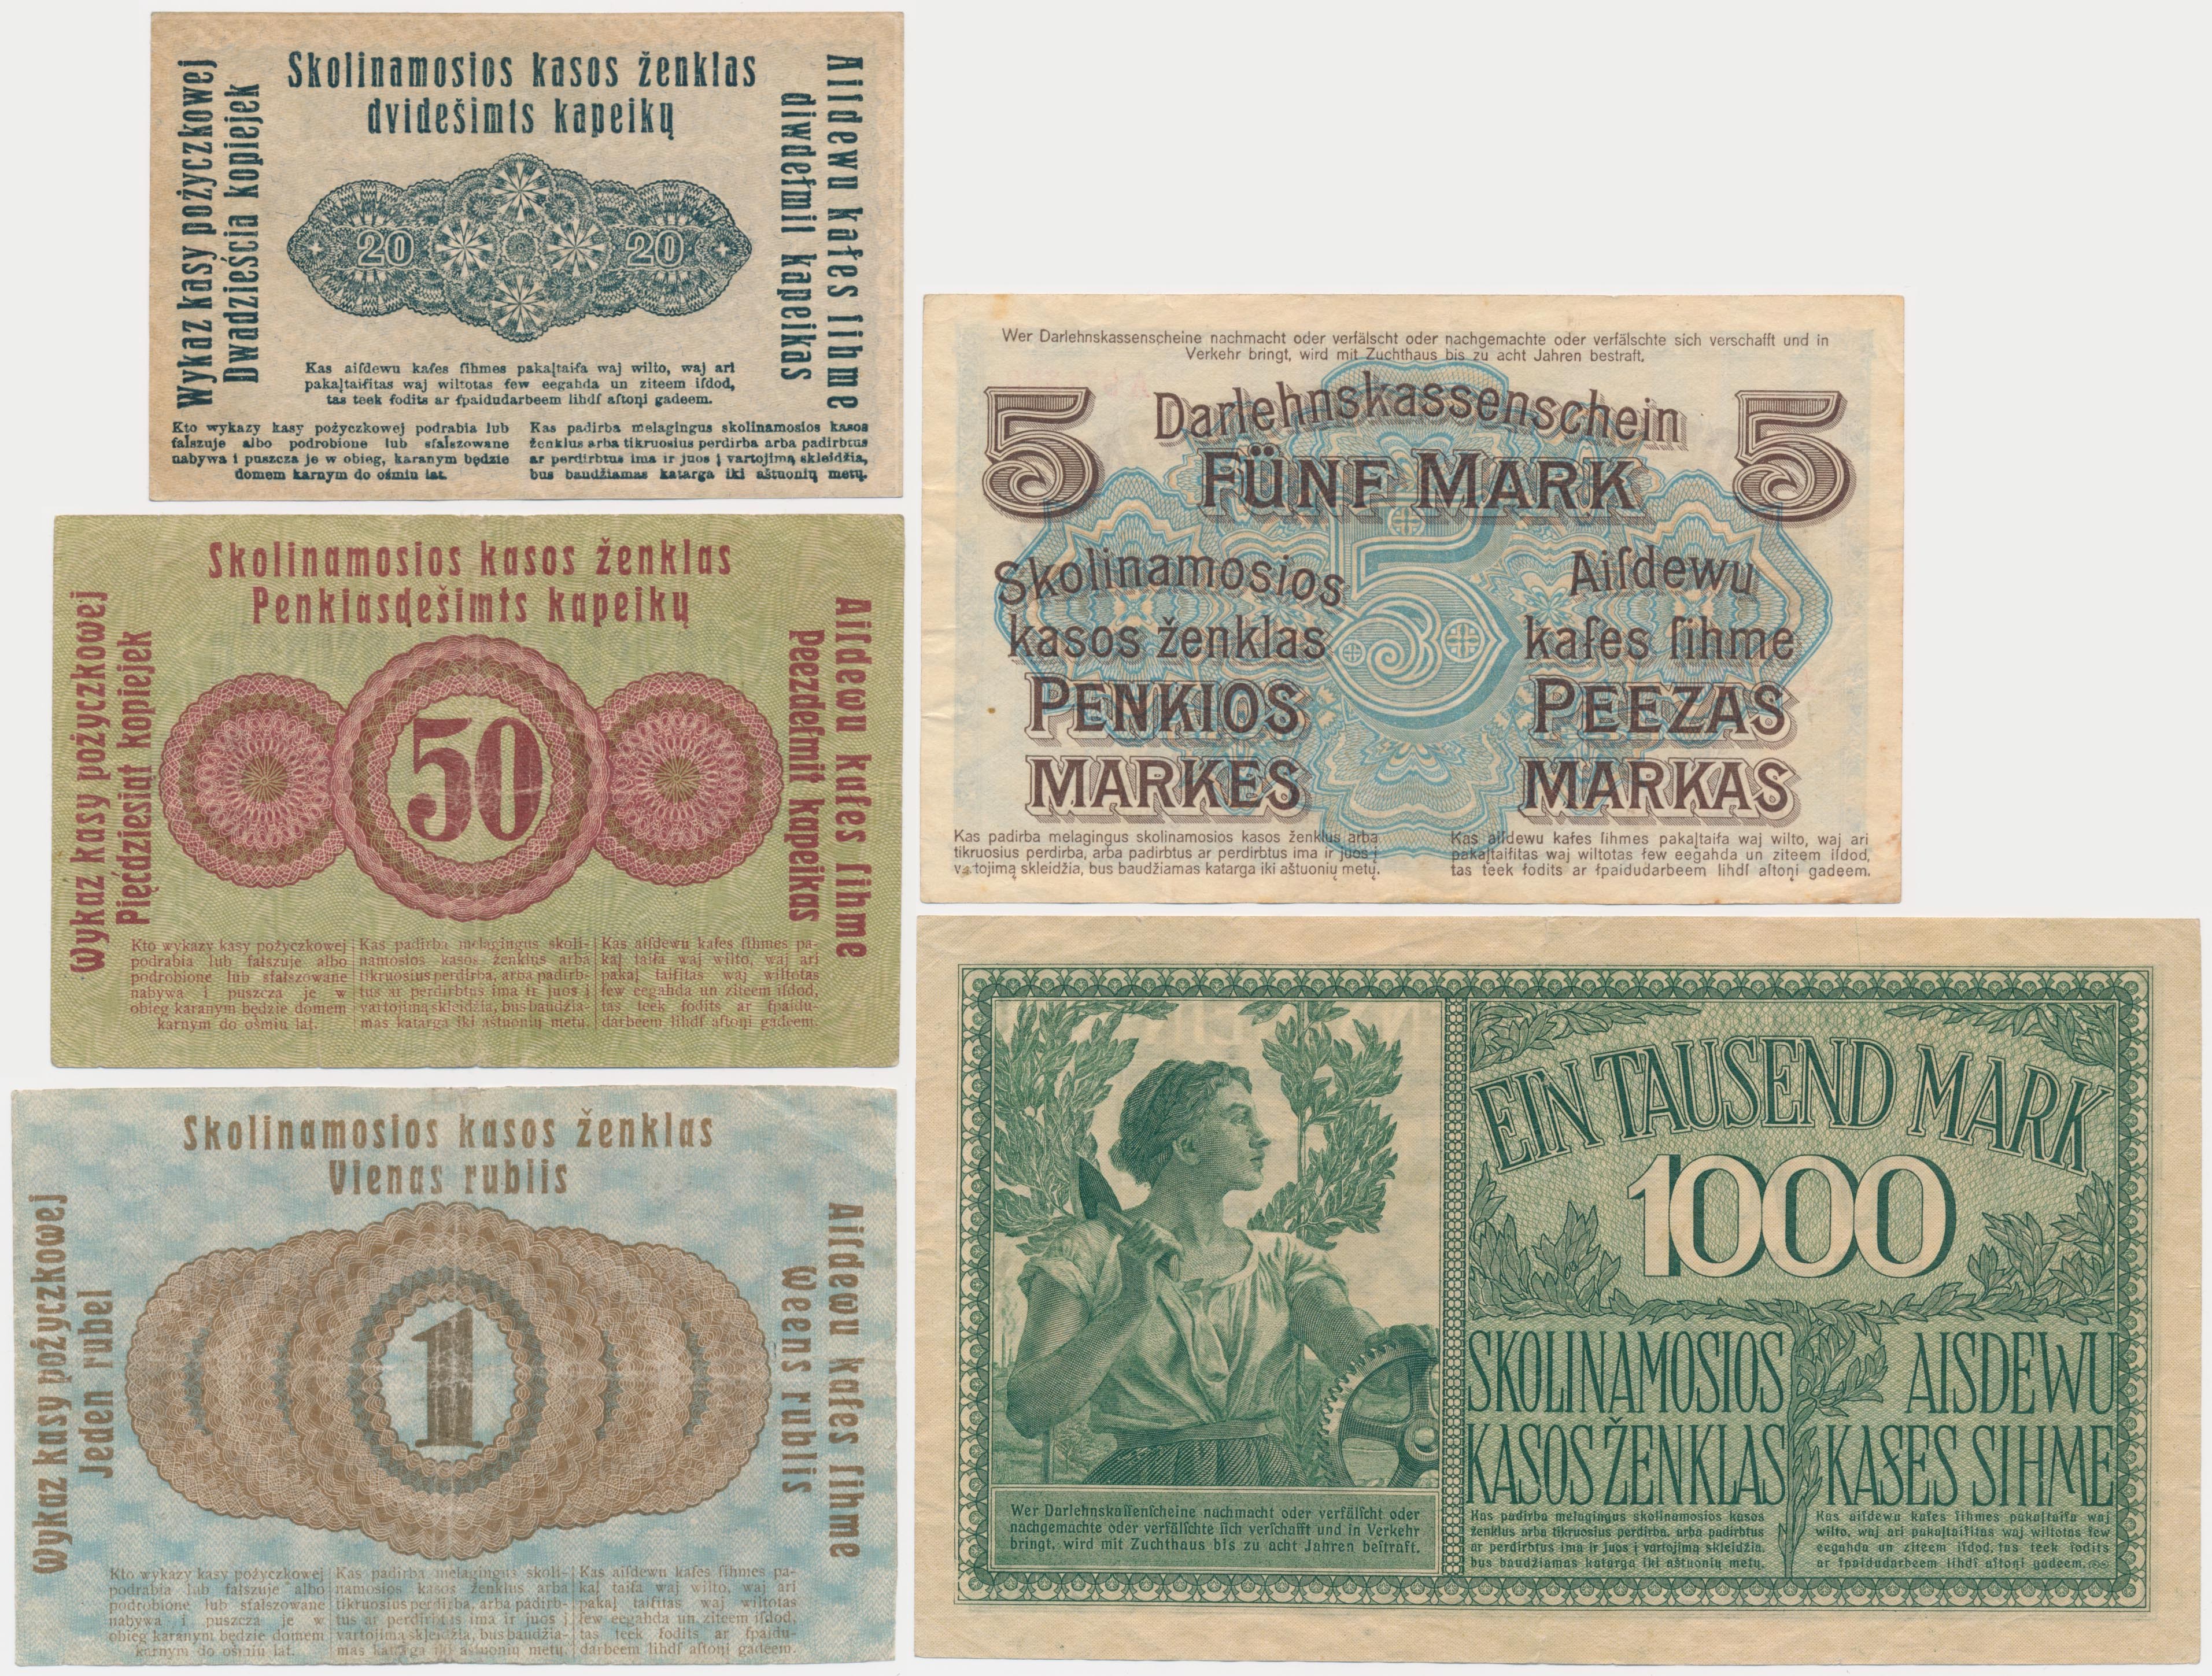 Skolinamosios kasos ženklas
dvidešimts kapeikų
Wykaz kasy pożyczkowej
Dwadzieścia kopiejek
Aiſdewu kaſes ſihme
diwdeſmit kapeikas
20 20
Kas aiſdewu kaſes ſihmes pakaļtaiſa waj wilto, waj ari
pakaļtaiſitas waj wiltotas ſew eegahda un ziteem iſdod,
tas teek ſodits ar ſpaidudarbeem lihdſ aſtoņi gadeem.
Kto wykazy kasy pożyczkowej podrabia lub
fałszuje albo podrobione lub sfałszowane
nabywa i puszcza je w obieg, karanym będzie
domem karnym do ośmiu lat.
Kas padirba melagingus skolinamosios kasos
ženklus arba tikruosius perdirba arba padirbtus
ar perdirbtus ima ir juos į vartojimą skleidžia,
bus baudžiamas katarga iki aštuonių metų.
Skolinamosios kasos ženklas
Penkiasdešimts kapeikų
Wykaz kasy pożyczkowej
Pięćdziesiat kopiejek
Aiſdewu kaſes ſihme
Peezdeſmit kapeikas
50
Kto wykazy kasy pożyczkowej
podrabia lub fałszuje albo
podrobione lub sfałszowane
nabywa i puszcza je w
obieg karanym będzie domem
karnym do ośmiu lat.
Kas padirba melagingus skoli-
namosios kasos ženklus arba
tikruosius perdirba, arba padirb-
tus ar perdirbtus ima ir juos į
vartojimą skleidžia, bus baudžia-
mas katarga iki aštuonių metų.
Kas aiſdewu kaſes ſihmes pa-
kaļ taiſa waj wilto, waj ari
pakaļ taiſitas waj wiltotas
ſew eegahda un ziteem iſdod,
tas teek ſodits ar ſpaidu-
darbeem lihdſ aſtoņi gadeem.
Skolinamosios kasos ženklas
Vienas rublis
Wykaz kasy pożyczkowej
Jeden rubel
Aiſdewu kaſes ſihme
Weens rublis
1
Kto wykazy kasy pożyczkowej
podrabia lub fałszuje albo
podrobione lub sfałszowane
nabywa i puszcza je w
obieg karanym będzie domem
karnym do ośmiu lat.
Kas padirba melagingus skoli-
namosios kasos ženklus arba
tikruosius perdirba, arba padirb-
tus ar perdirbtus ima ir juos į
vartojimą skleidžia, bus baudžia-
mas katarga iki aštuonių metų.
Kas aiſdewu kaſes ſihmes pa-
kaļ taiſa waj wilto, waj ari
pakaļ taiſitas waj wiltotas
ſew eegahda un ziteem iſdod,
tas teek ſodits ar ſpaidu-
darbeem lihdſ aſtoņi gadeem.
Wer Darlehnskassenscheine nachmacht oder verfälscht oder nachgemachte oder verfälschte sich verschafft und in
Verkehr bringt, wird mit Zuchthaus bis zu acht Jahren bestraft.
5 Darlehnskassenschein 5
FÜNF MARK
5
Skolinamosios
kasos ženklas
PENKIOS
MARKES
Aiſdewu
kaſes ſihme
PEEZAS
MARKAS
Kas padirba melagingus skolinamosios kasos ženklus arba
tikruosius perdirba, arba padirbtus ar perdirbtus ima ir juos į
vartojimą skleidžia, bus baudžiamas katarga iki aštuonių metų.
Kas aiſdewu kaſes ſihmes pakaļtaiſa waj wilto, waj ari
pakaļtaiſitas waj wiltotas ſew eegahda un ziteem iſdod,
tas teek ſodits ar ſpaidudarbeem lihdſ aſtoņi gadeem.
EIN TAUSEND MARK
1000
SKOLINAMOSIOS
KASOS ŽENKLAS
AISDEWU
KASES SIHME
Wer Darlehnskaſſenſcheine nachmacht oder verfälſcht oder
nachgemachte oder verfälſchte ſich verſchafft und in Verkehr
bringt, wird mit Zuchthaus bis zu acht Jahren beſtraft.
Kas padirba melagingus skolinamosios kasos
ženklus arba tikruosius perdirba, arba padirbtus
ar perdirbtus ima ir juos į vartojimą skleidžia,
bus baudžiamas katarga iki aštuonių metų.
Kas aiſdewu kaſes ſihmes pakaļtaiſa waj
wilto, waj ari pakaļtaiſitas waj wiltotas ſew
eegahda un ziteem iſdod, tas teek ſodits
ar ſpaidudarbeem lihdſ aſtoņi gadeem.